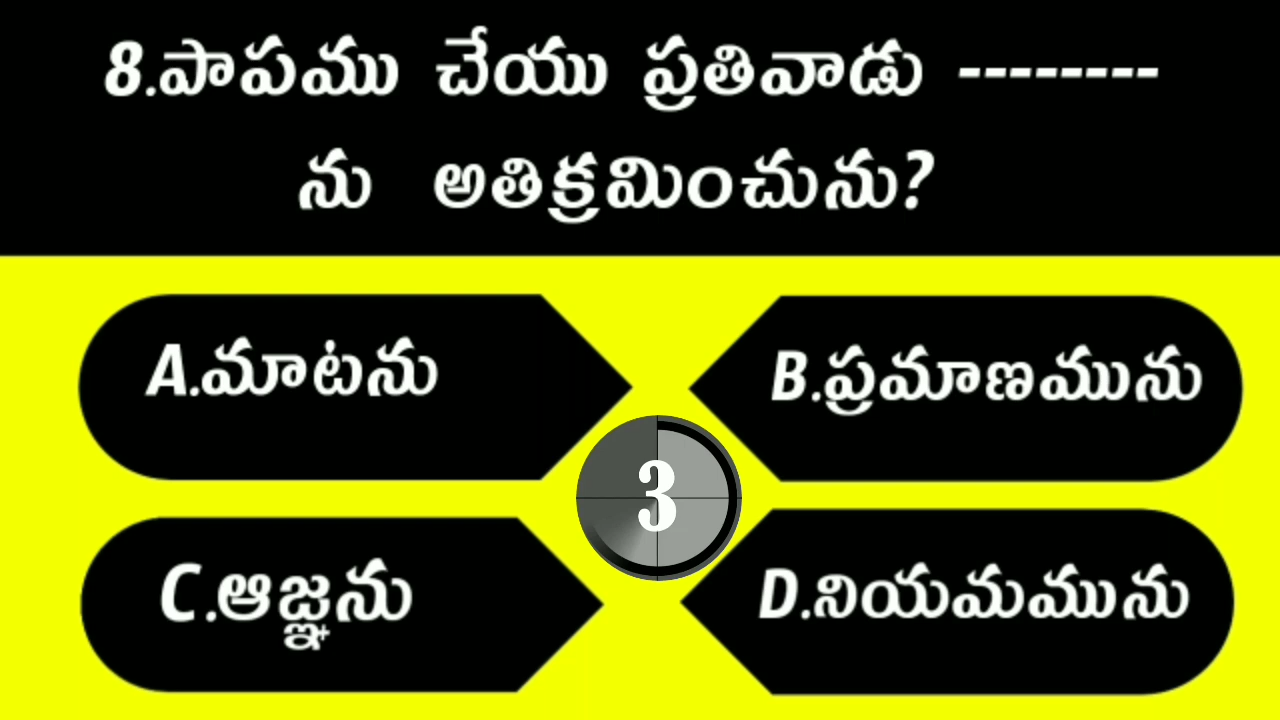 8.పాపము చేయు ప్రతివాడు --------
ను అతిక్రమించును?
A.మాటను
B.ప్రమాణమును
3
C.ఆజ్ఞను
D.నియమమును